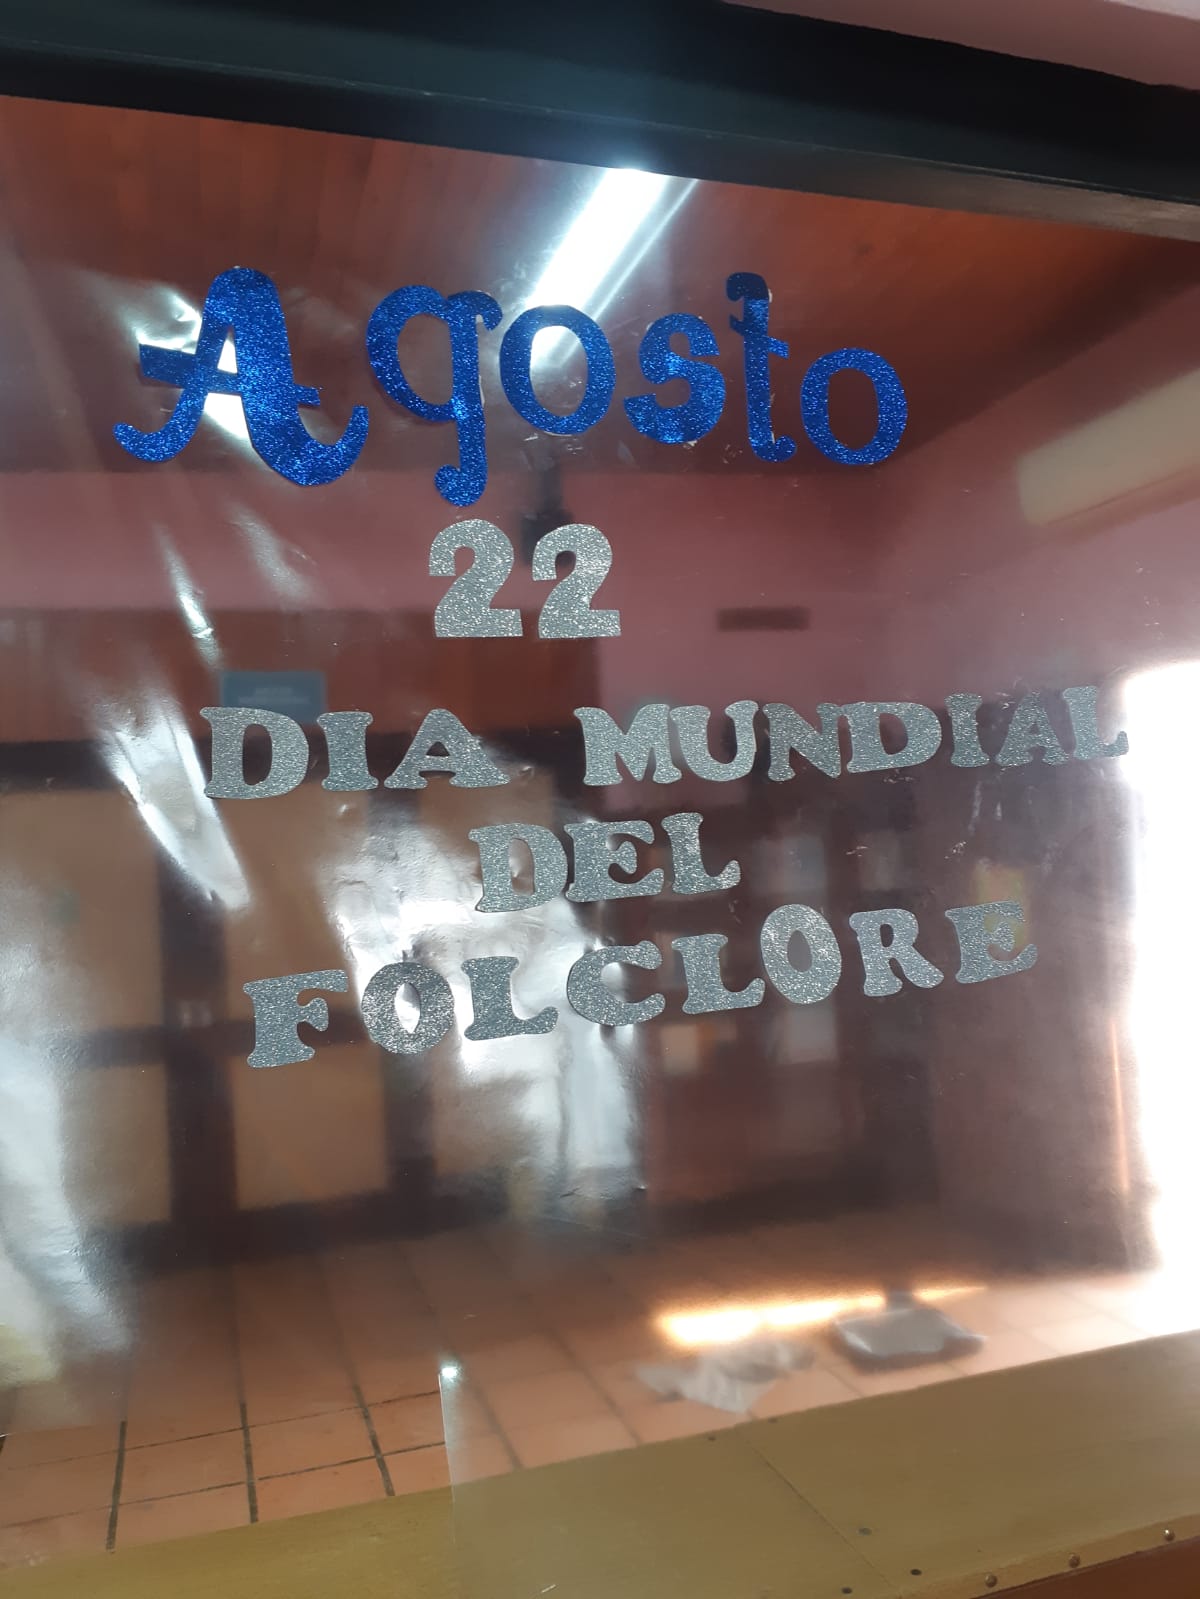 Agosto
22
DIA MUNDIAL
DEL
FOLCLORE